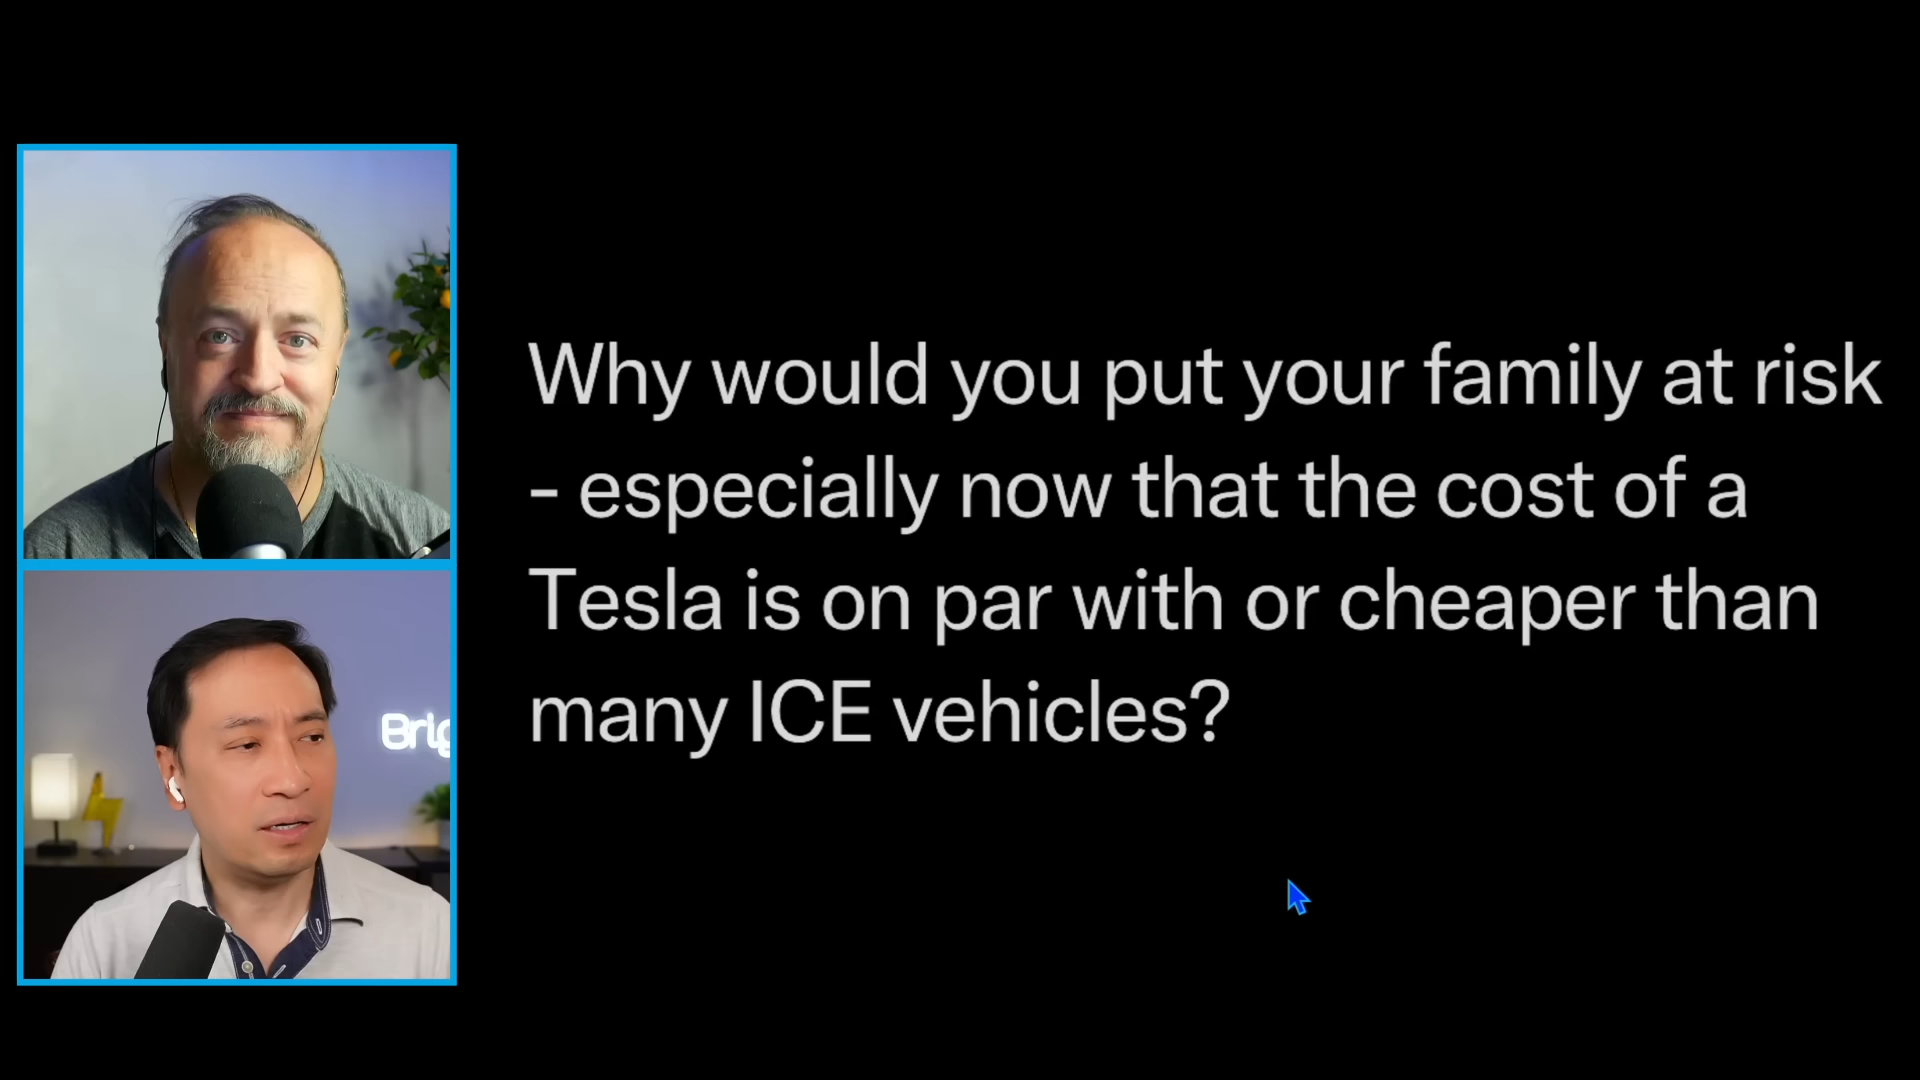 Why would you put your family at risk
- especially now that the cost of a
Tesla is on par with or cheaper than
many ICE vehicles?
Brig